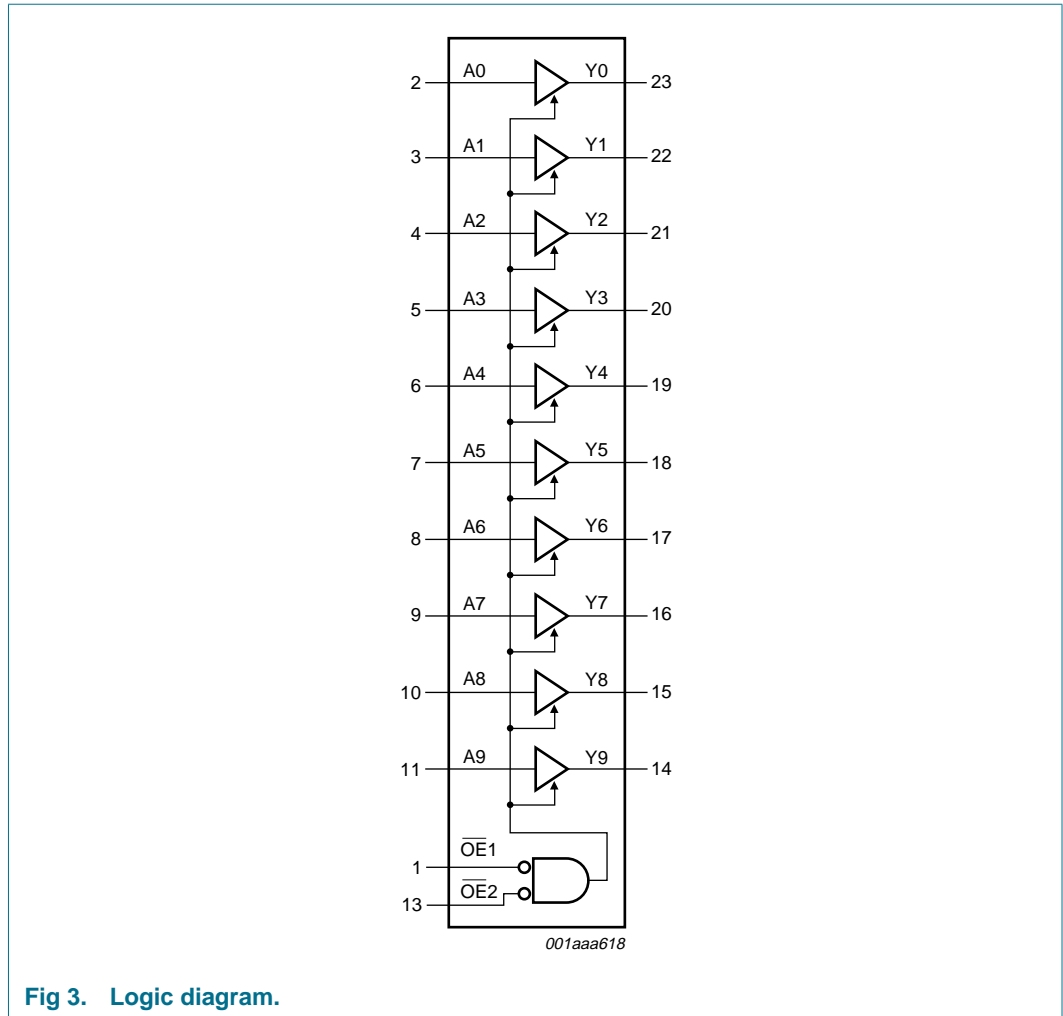 2 A0 Y0 23
3 A1 Y1 22
4 A2 Y2 21
5 A3 Y3 20
6 A4 Y4 19
7 A5 Y5 18
8 A6 Y6 17
9 A7 Y7 16
10 A8 Y8 15
11 A9 Y9 14
1 O̅E̅1
13 O̅E̅2
001aaa618
Fig 3. Logic diagram.